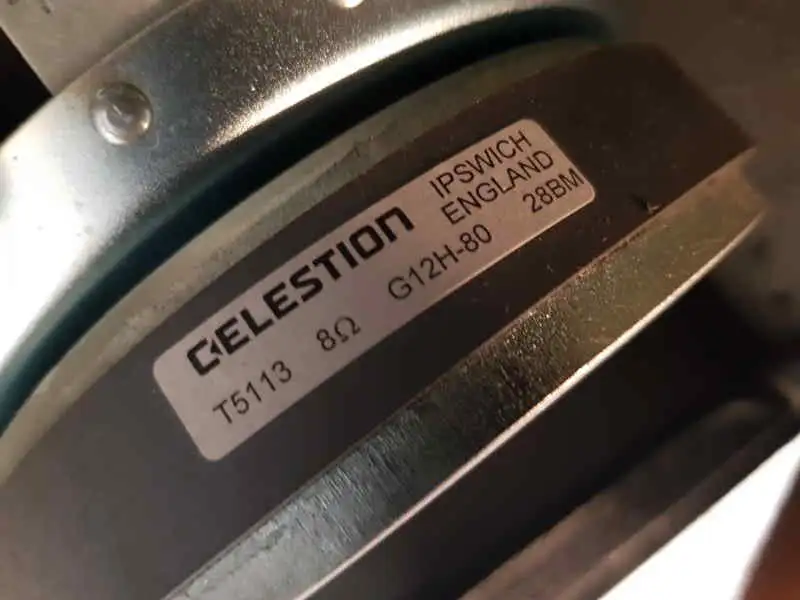 CELESTION IPSWICH
ENGLAND
T5113 8Ω G12H-80 28BM